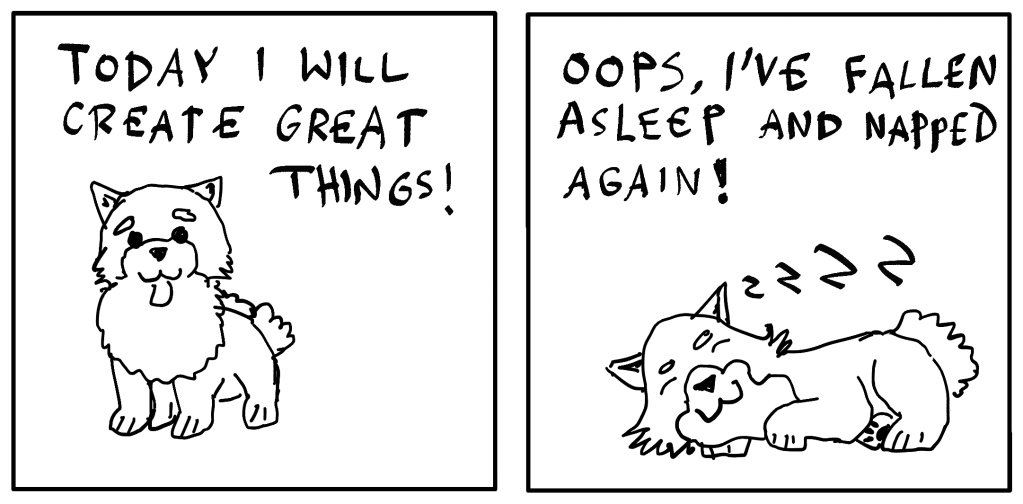 TODAY I WILL
CREATE GREAT
THINGS!
OOPS, I'VE FALLEN
ASLEEP AND NAPPED
AGAIN!
Z Z Z Z